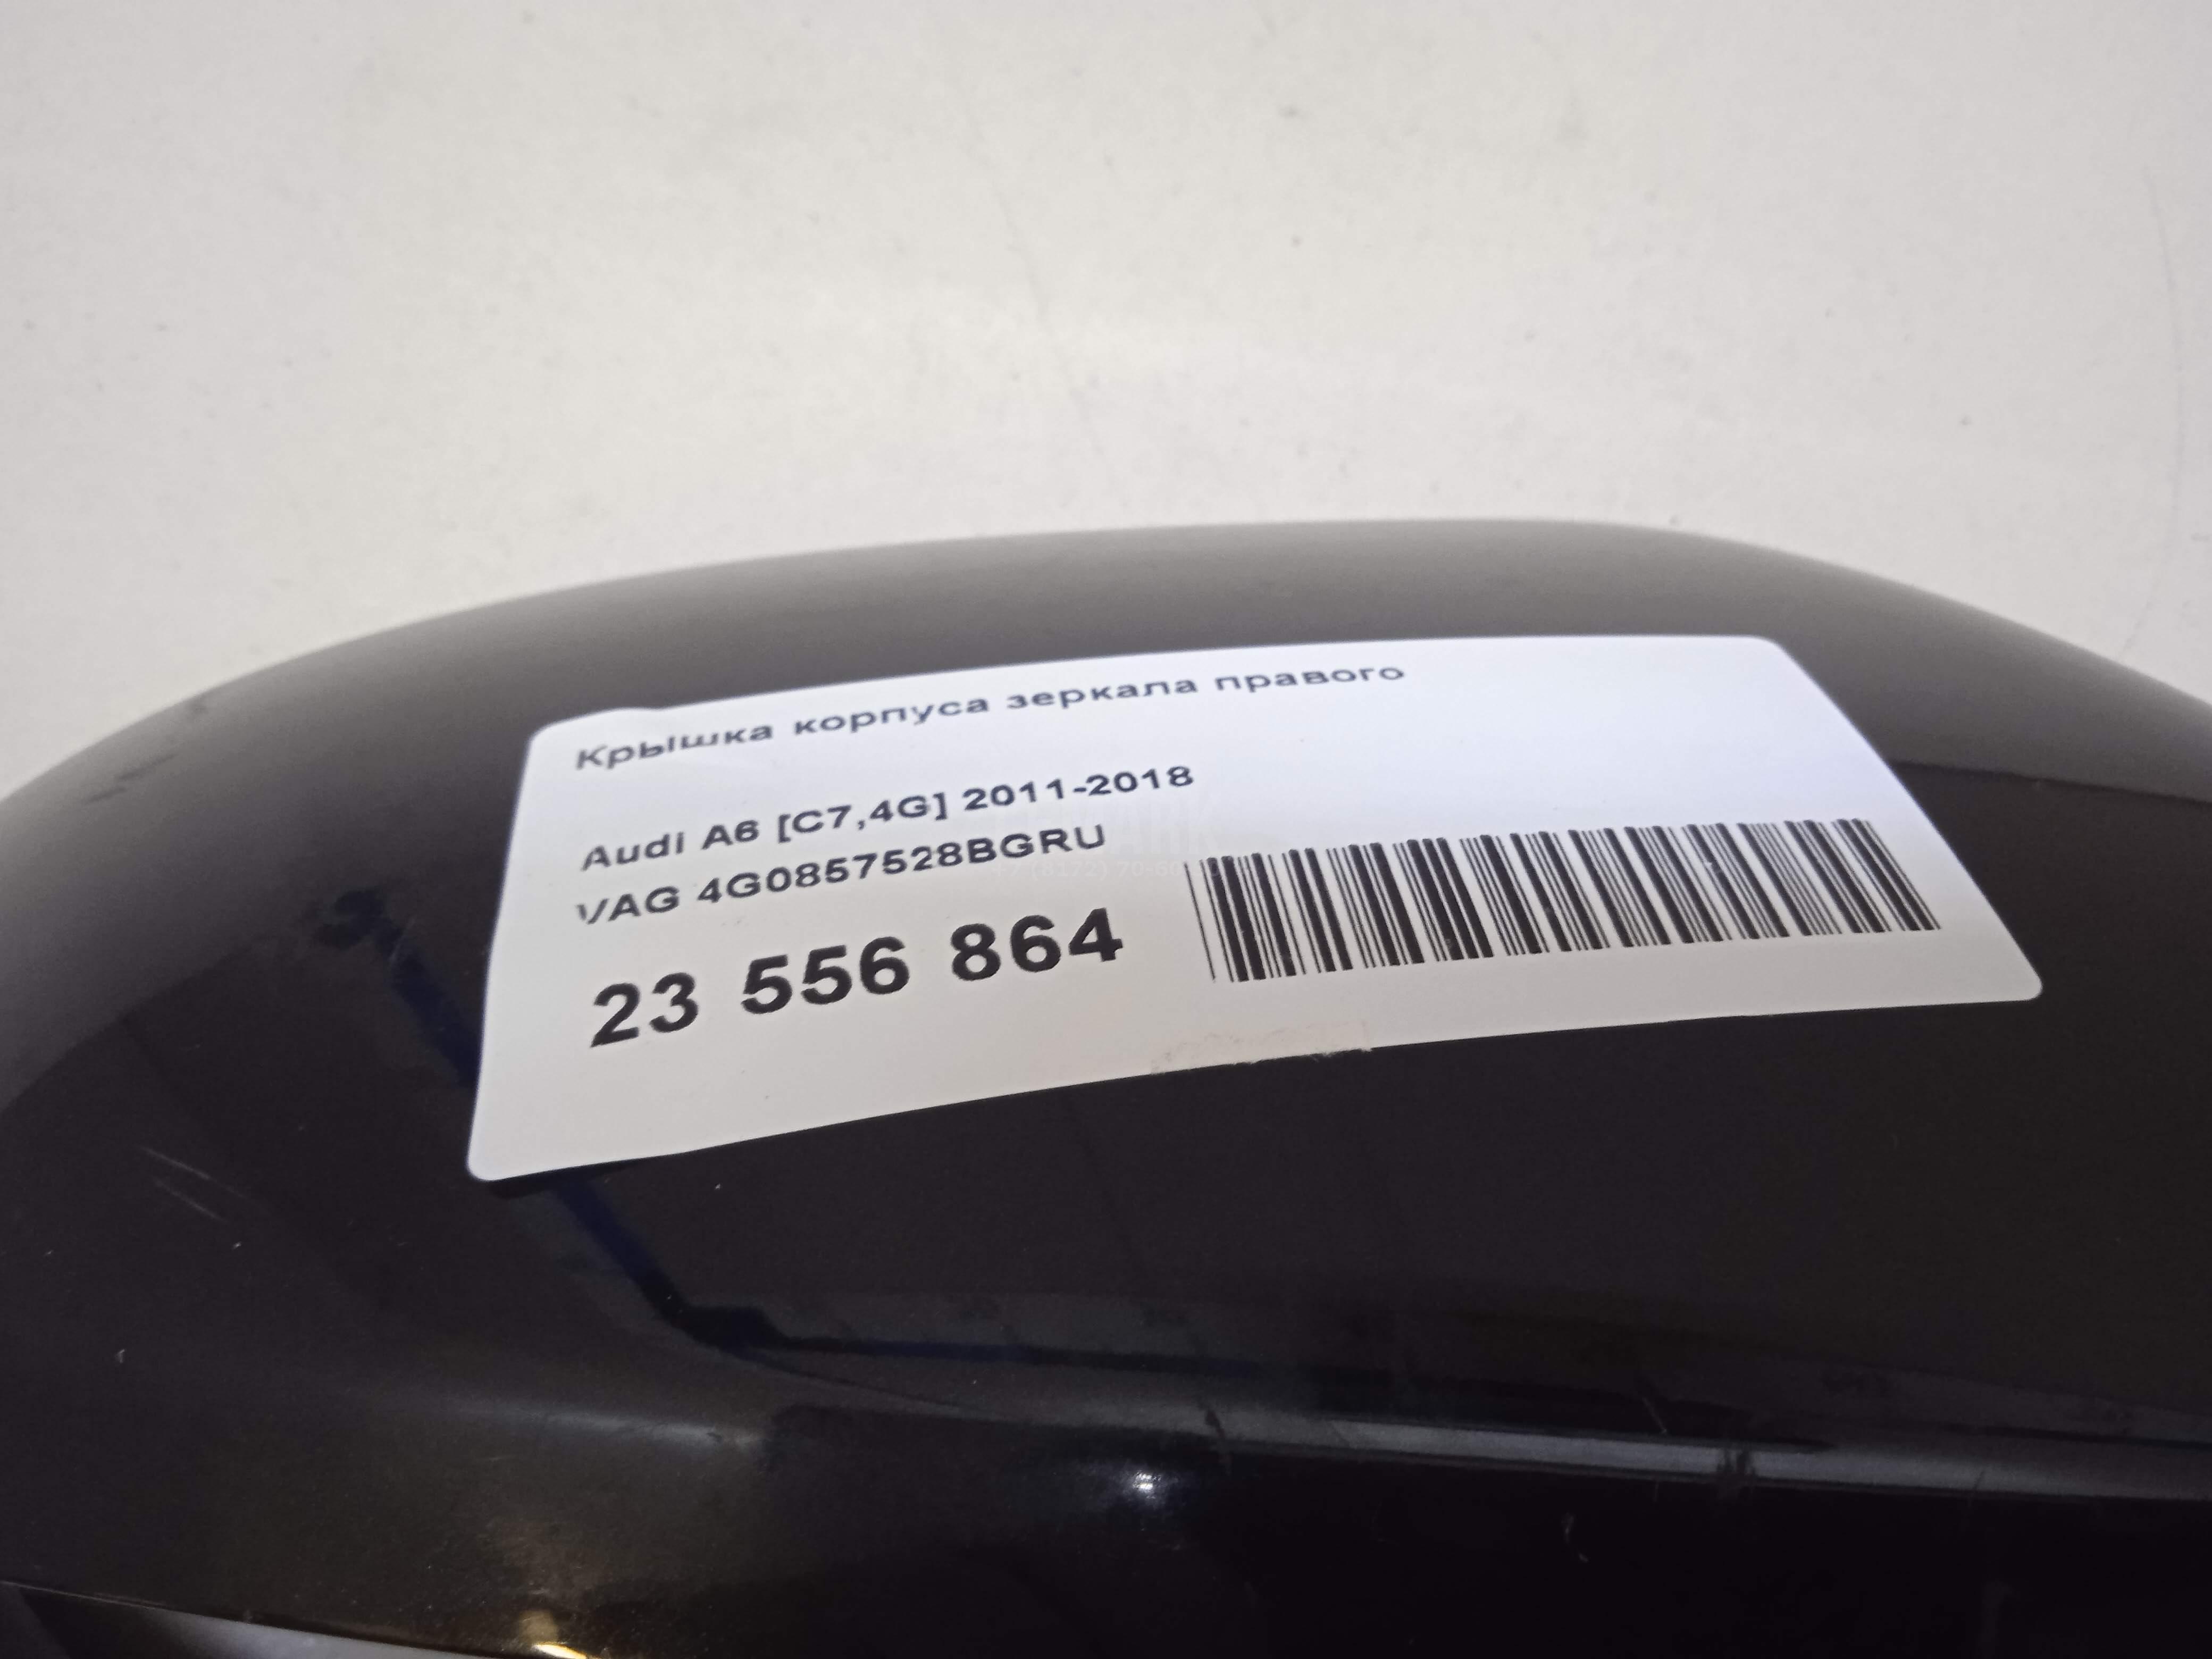 Крышка корпуса зеркала правого
Audi A6 [C7,4G] 2011-2018
VAG 4G0857528BGRU
23 556 864